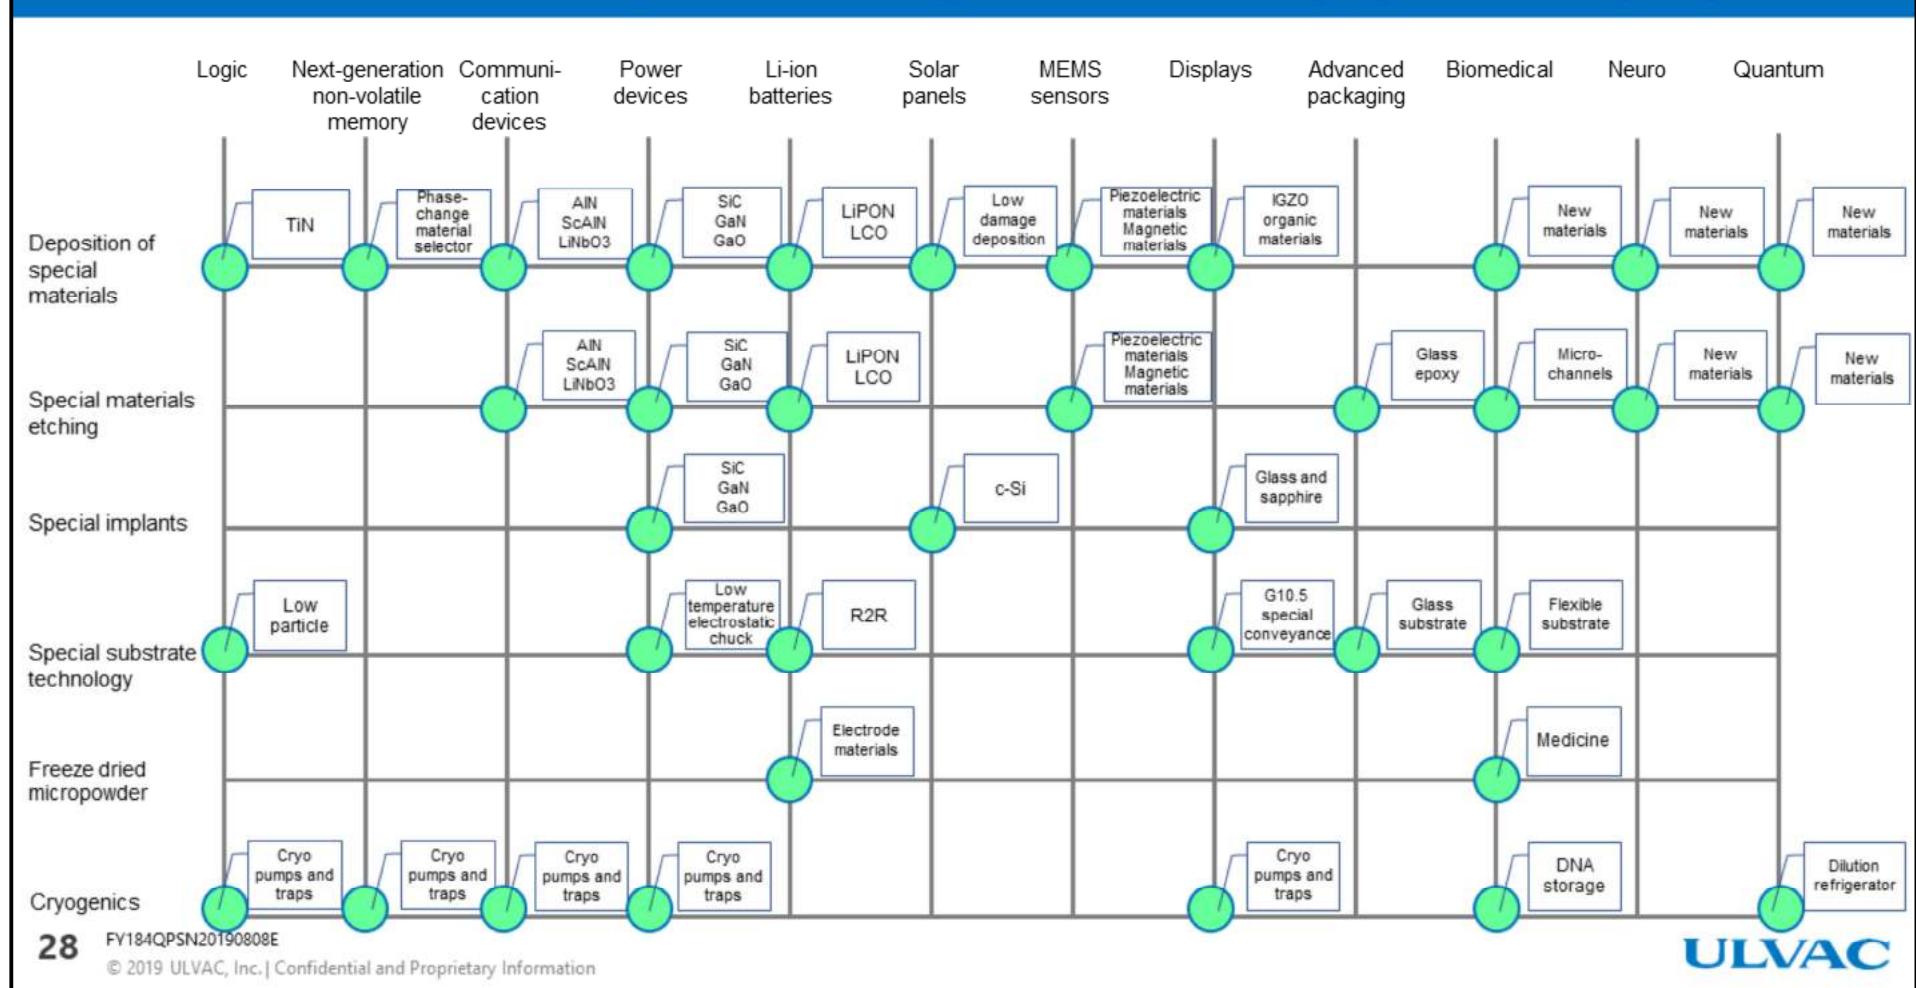 Logic
Next-generation
non-volatile
memory
Communi-
cation
devices
Power
devices
Li-ion
batteries
Solar
panels
MEMS
sensors
Displays
Advanced
packaging
Biomedical
Neuro
Quantum
Deposition of
special
materials
TiN
Phase-
change
material
selector
AlN
ScAlN
LiNbO3
SiC
GaN
GaO
LiPON
LCO
Low
damage
deposition
Piezoelectric
materials
Magnetic
materials
IGZO
organic
materials
New
materials
New
materials
New
materials
Special materials
etching
AlN
ScAlN
LiNbO3
SiC
GaN
GaO
LiPON
LCO
Piezoelectric
materials
Magnetic
materials
Glass
epoxy
Micro-
channels
New
materials
New
materials
Special implants
SiC
GaN
GaO
c-Si
Glass and
sapphire
Special substrate
technology
Low
particle
Low
temperature
electrostatic
chuck
R2R
G10.5
special
conveyance
Glass
substrate
Flexible
substrate
Freeze dried
micropowder
Electrode
materials
Medicine
Cryogenics
Cryo
pumps and
traps
Cryo
pumps and
traps
Cryo
pumps and
traps
Cryo
pumps and
traps
Cryo
pumps and
traps
DNA
storage
Dilution
refrigerator
28
FY184QPSN20190808E
© 2019 ULVAC, Inc.| Confidential and Proprietary Information
ULVAC